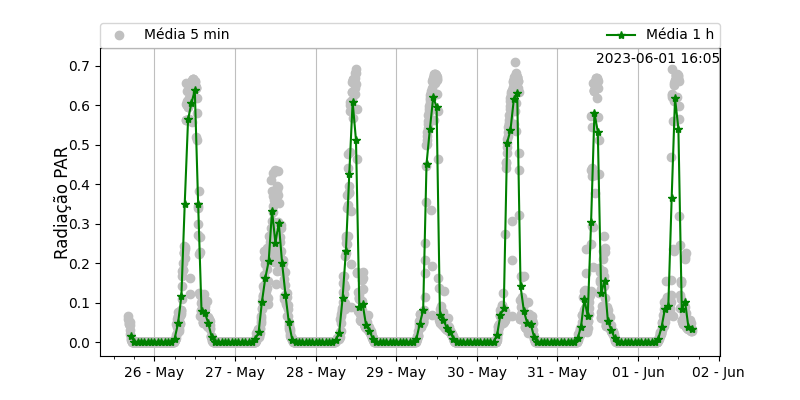 Média 5 min
Média 1 h
2023-06-01 16:05
0.7
0.6
0.5
0.4
0.3
0.2
0.1
0.0
Radiação PAR
26 - May
27 - May
28 - May
29 - May
30 - May
31 - May
01 - Jun
02 - Jun